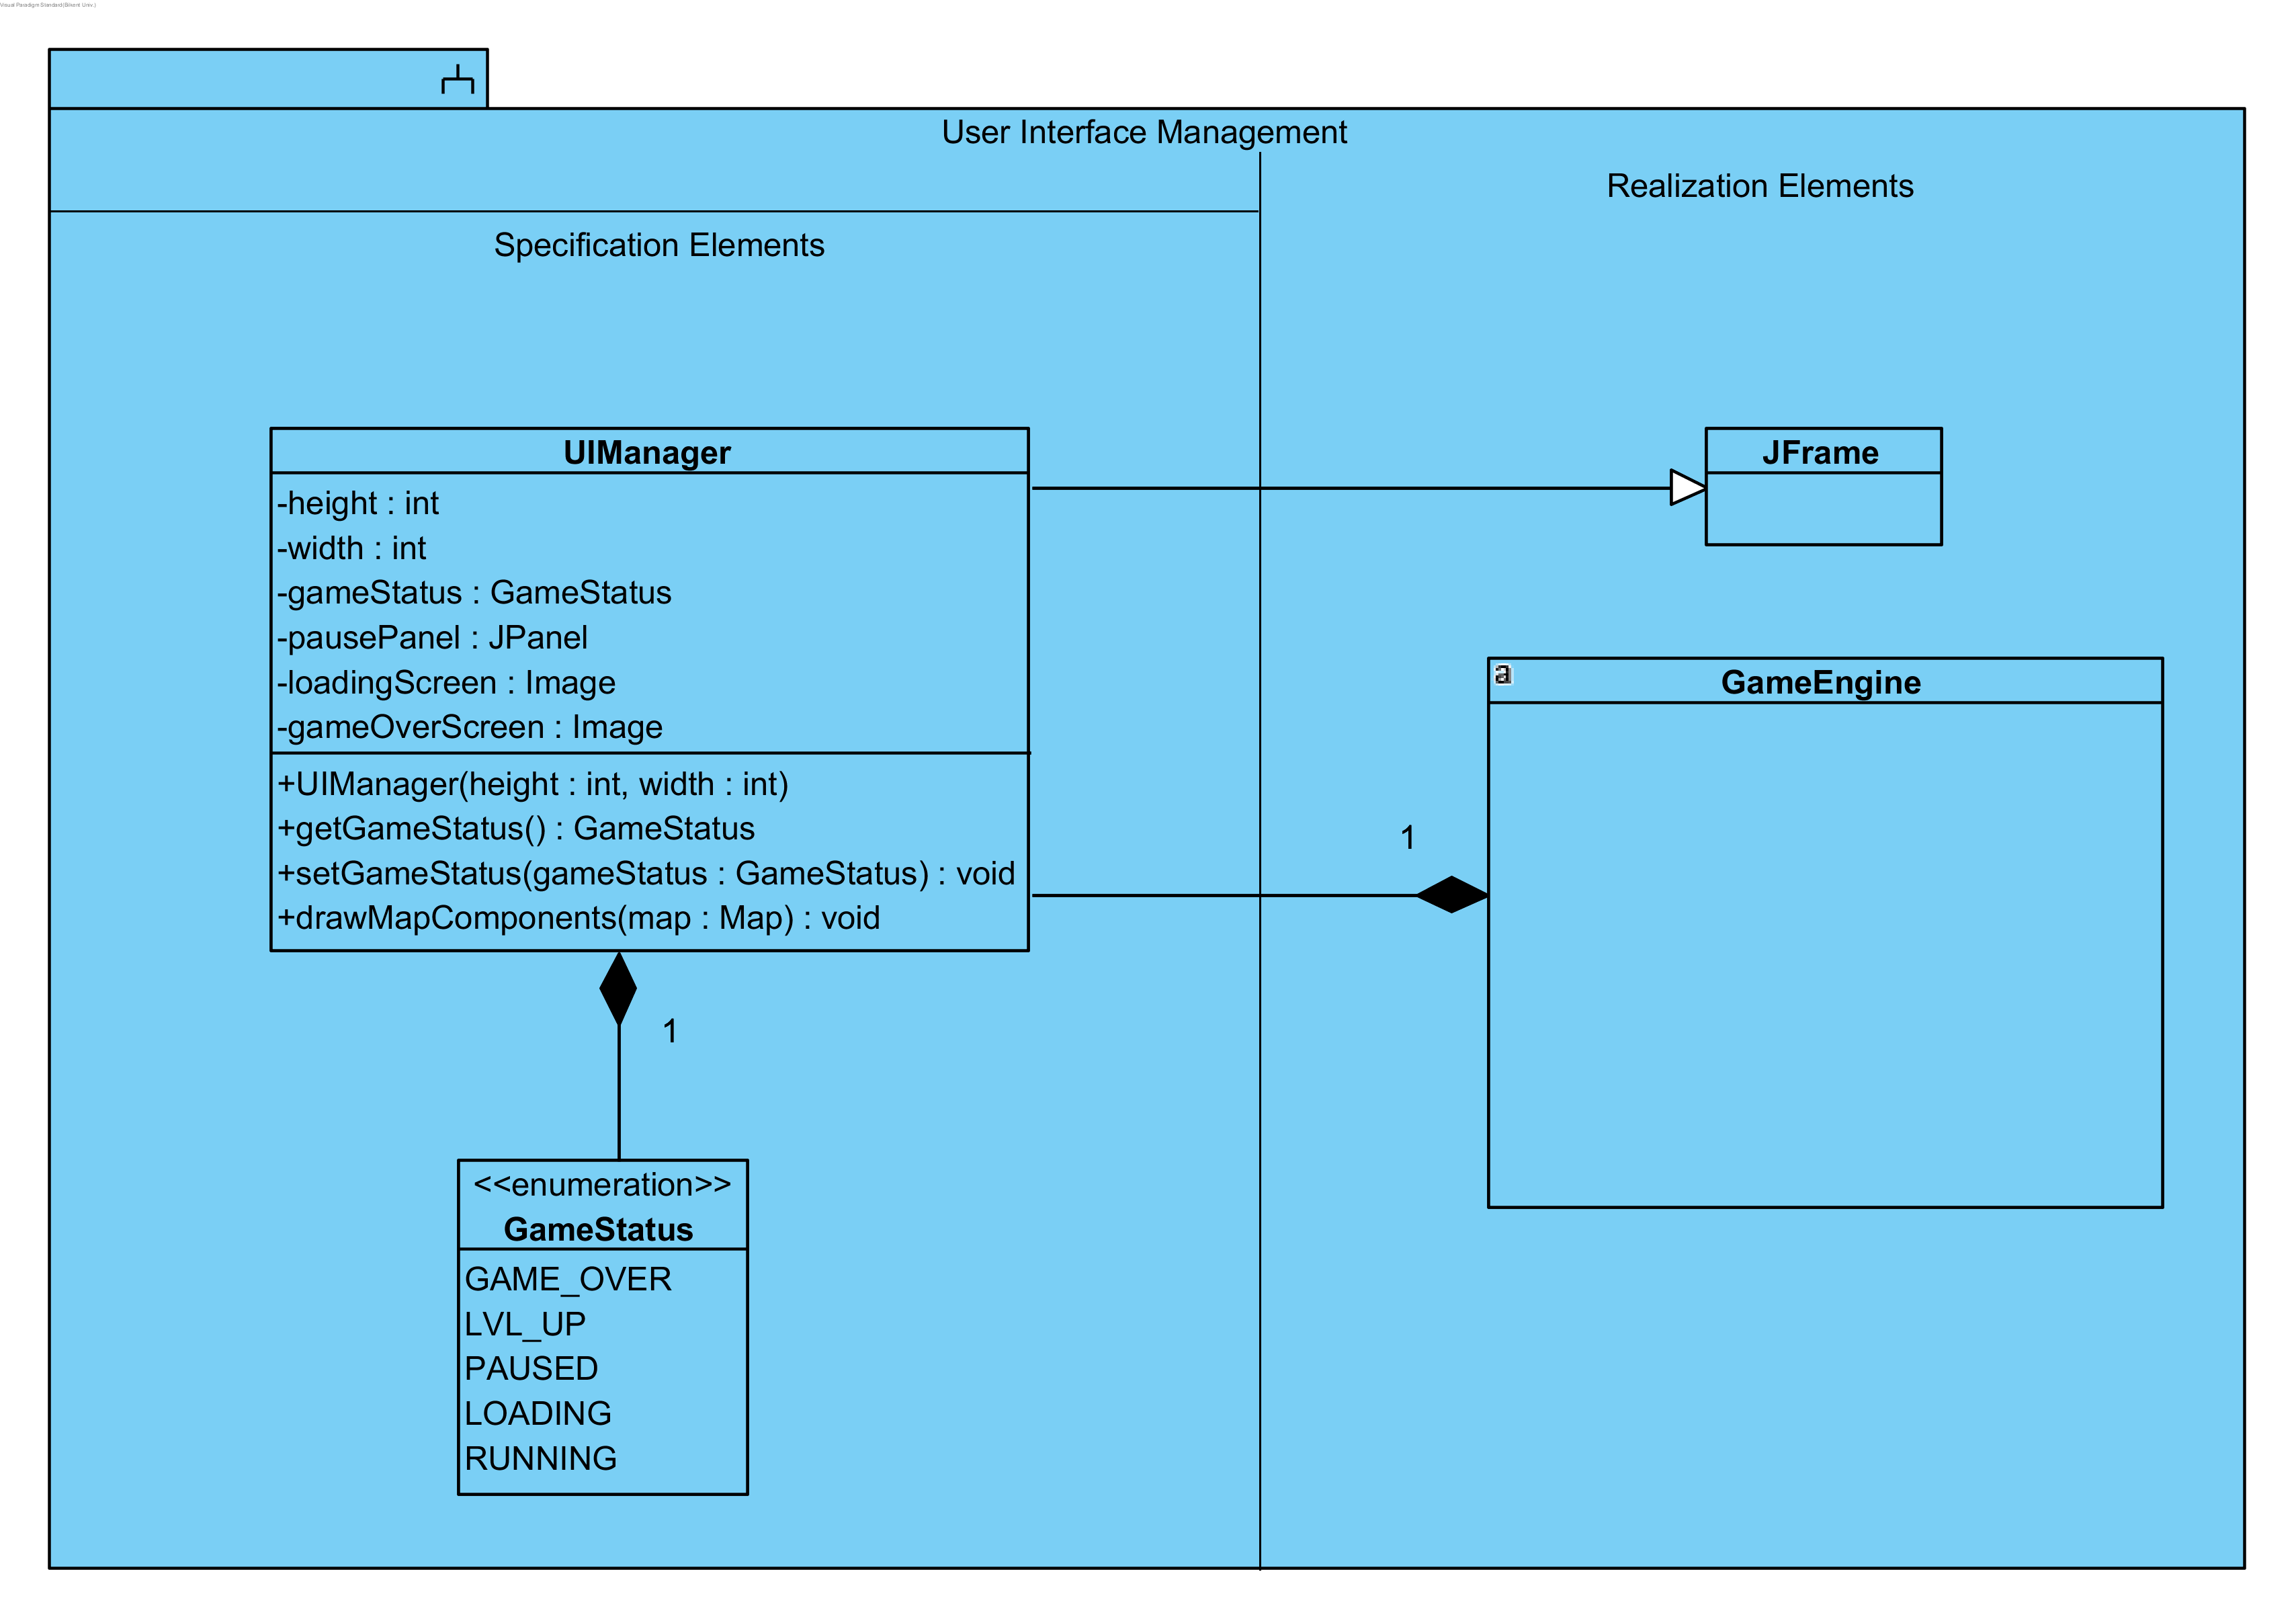 Visual Paradigm Standard(Bilkent Univ.)
User Interface Management
Realization Elements
Specification Elements
UIManager
-height : int
-width : int
-gameStatus : GameStatus
-pausePanel : JPanel
-loadingScreen : Image
-gameOverScreen : Image
+UIManager(height : int, width : int)
+getGameStatus() : GameStatus
+setGameStatus(gameStatus : GameStatus) : void
+drawMapComponents(map : Map) : void
JFrame
a
GameEngine
1
1
<<enumeration>>
GameStatus
GAME_OVER
LVL_UP
PAUSED
LOADING
RUNNING